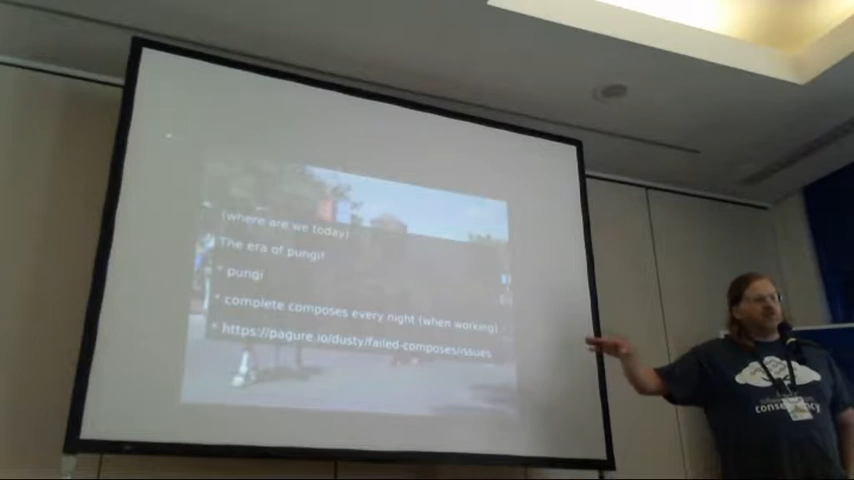 (where are we today)
The era of pungi!
* pungi
* complete composes every night (when working)
* https://pagure.io/dusty/failed-composes/issues
conservancy